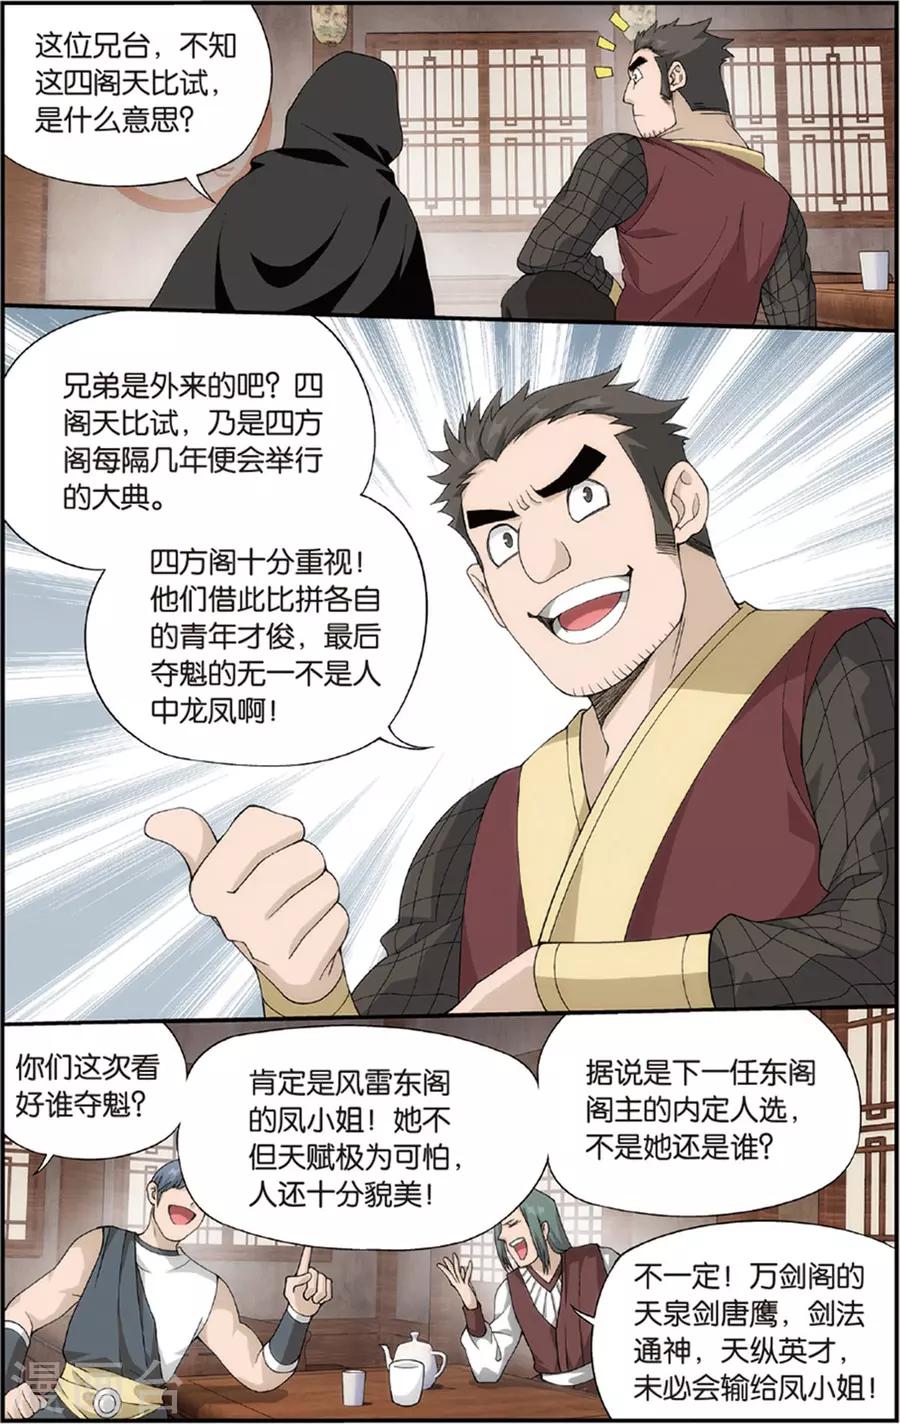 这位兄台，不知
这四阁天比试，
是什么意思？
兄弟是外来的吧？四
阁天比试，乃是四方
阁每隔几年便会举行
的大典。
四方阁十分重视！
他们借此比拼各自
的青年才俊，最后
夺魁的无一不是人
中龙凤啊！
你们这次看
好谁夺魁？
肯定是风雷东阁
的凤小姐！她不
但天赋极为可怕，
人还十分貌美！
据说是下一任东阁
阁主的内定人选，
不是她还是谁？
不一定！万剑阁的
天泉剑唐鹰，剑法
通神，天纵英才，
未必会输给凤小姐！
漫画台